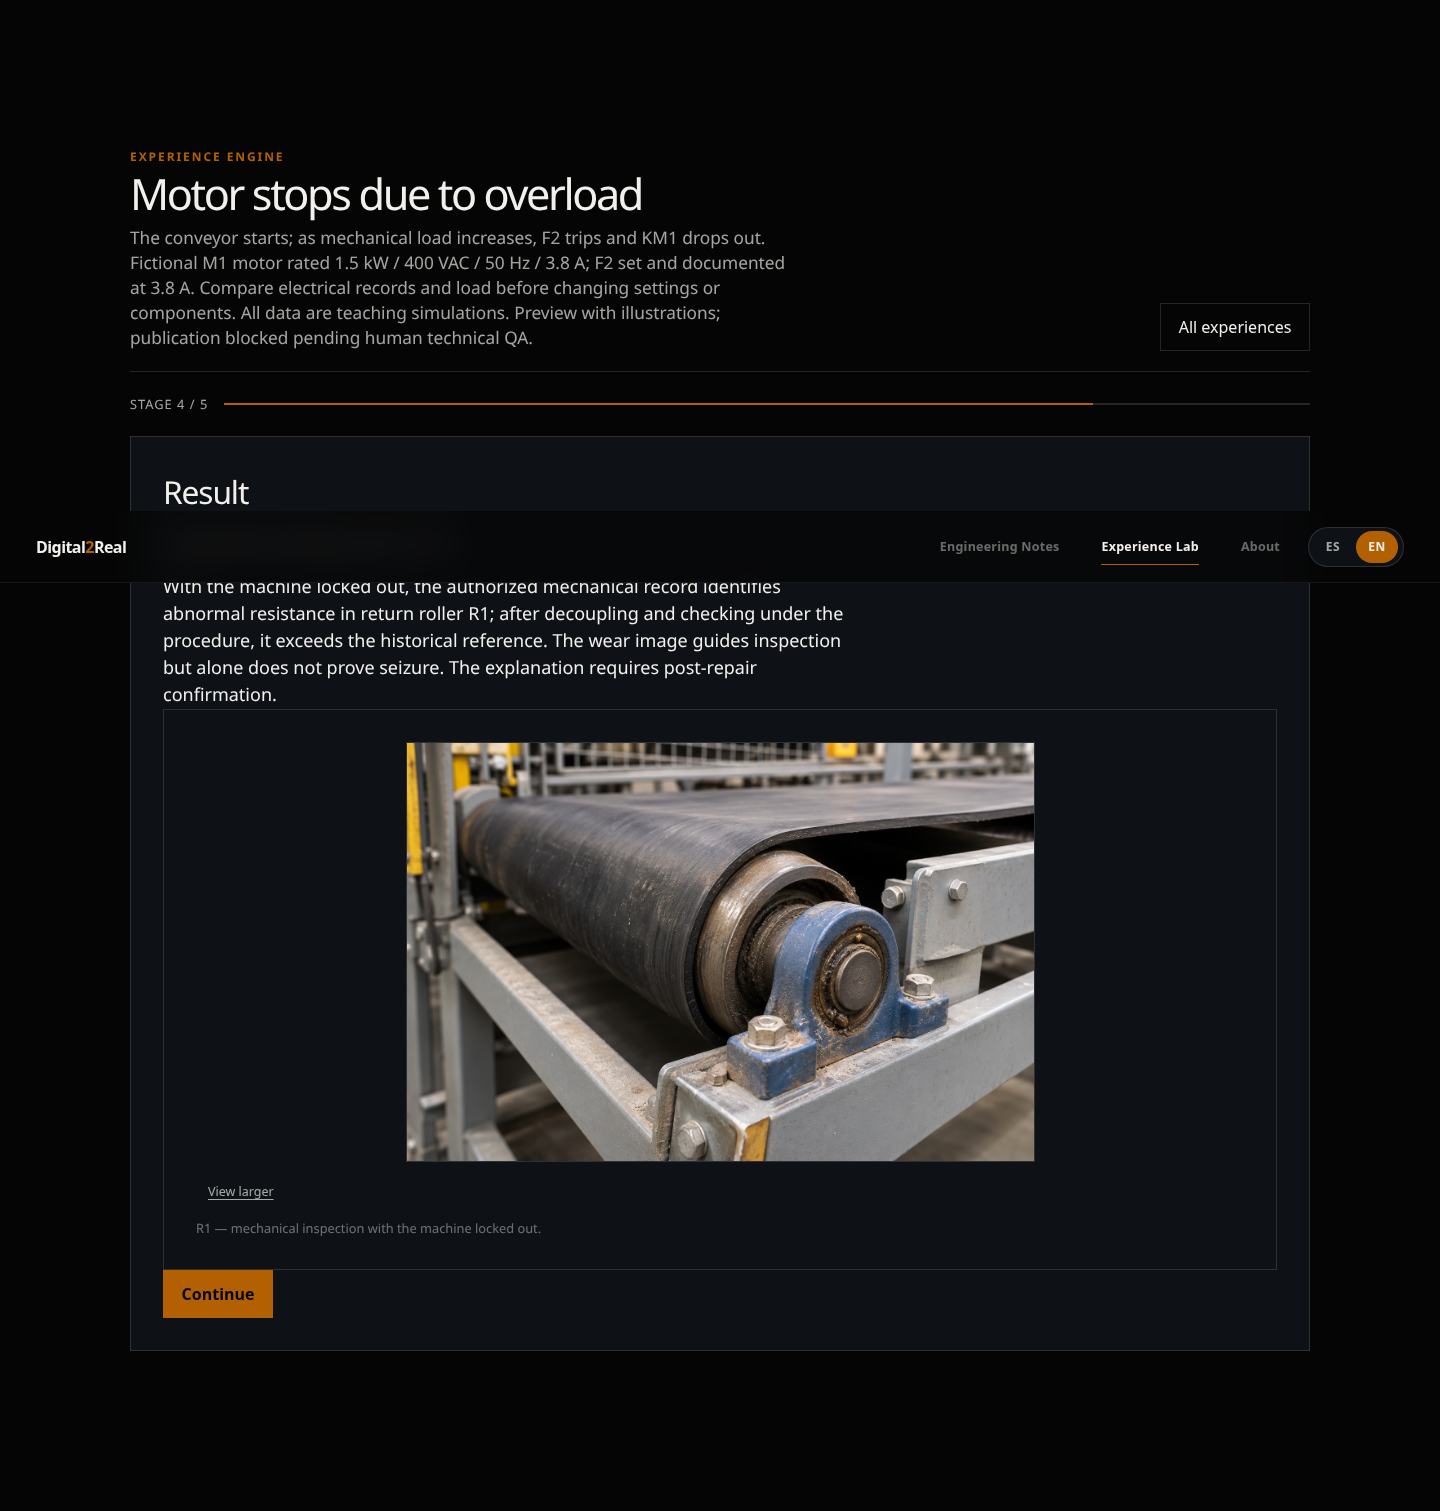 EXPERIENCE ENGINE
Motor stops due to overload
The conveyor starts; as mechanical load increases, F2 trips and KM1 drops out.
Fictional M1 motor rated 1.5 kW / 400 VAC / 50 Hz / 3.8 A; F2 set and documented
at 3.8 A. Compare electrical records and load before changing settings or
components. All data are teaching simulations. Preview with illustrations;
publication blocked pending human technical QA.
All experiences
STAGE 4 / 5
Result
Digital2Real
Engineering Notes
Experience Lab
About
ES
EN
With the machine locked out, the authorized mechanical record identifies
abnormal resistance in return roller R1; after decoupling and checking under the
procedure, it exceeds the historical reference. The wear image guides inspection
but alone does not prove seizure. The explanation requires post-repair
confirmation.
View larger
R1 — mechanical inspection with the machine locked out.
Continue